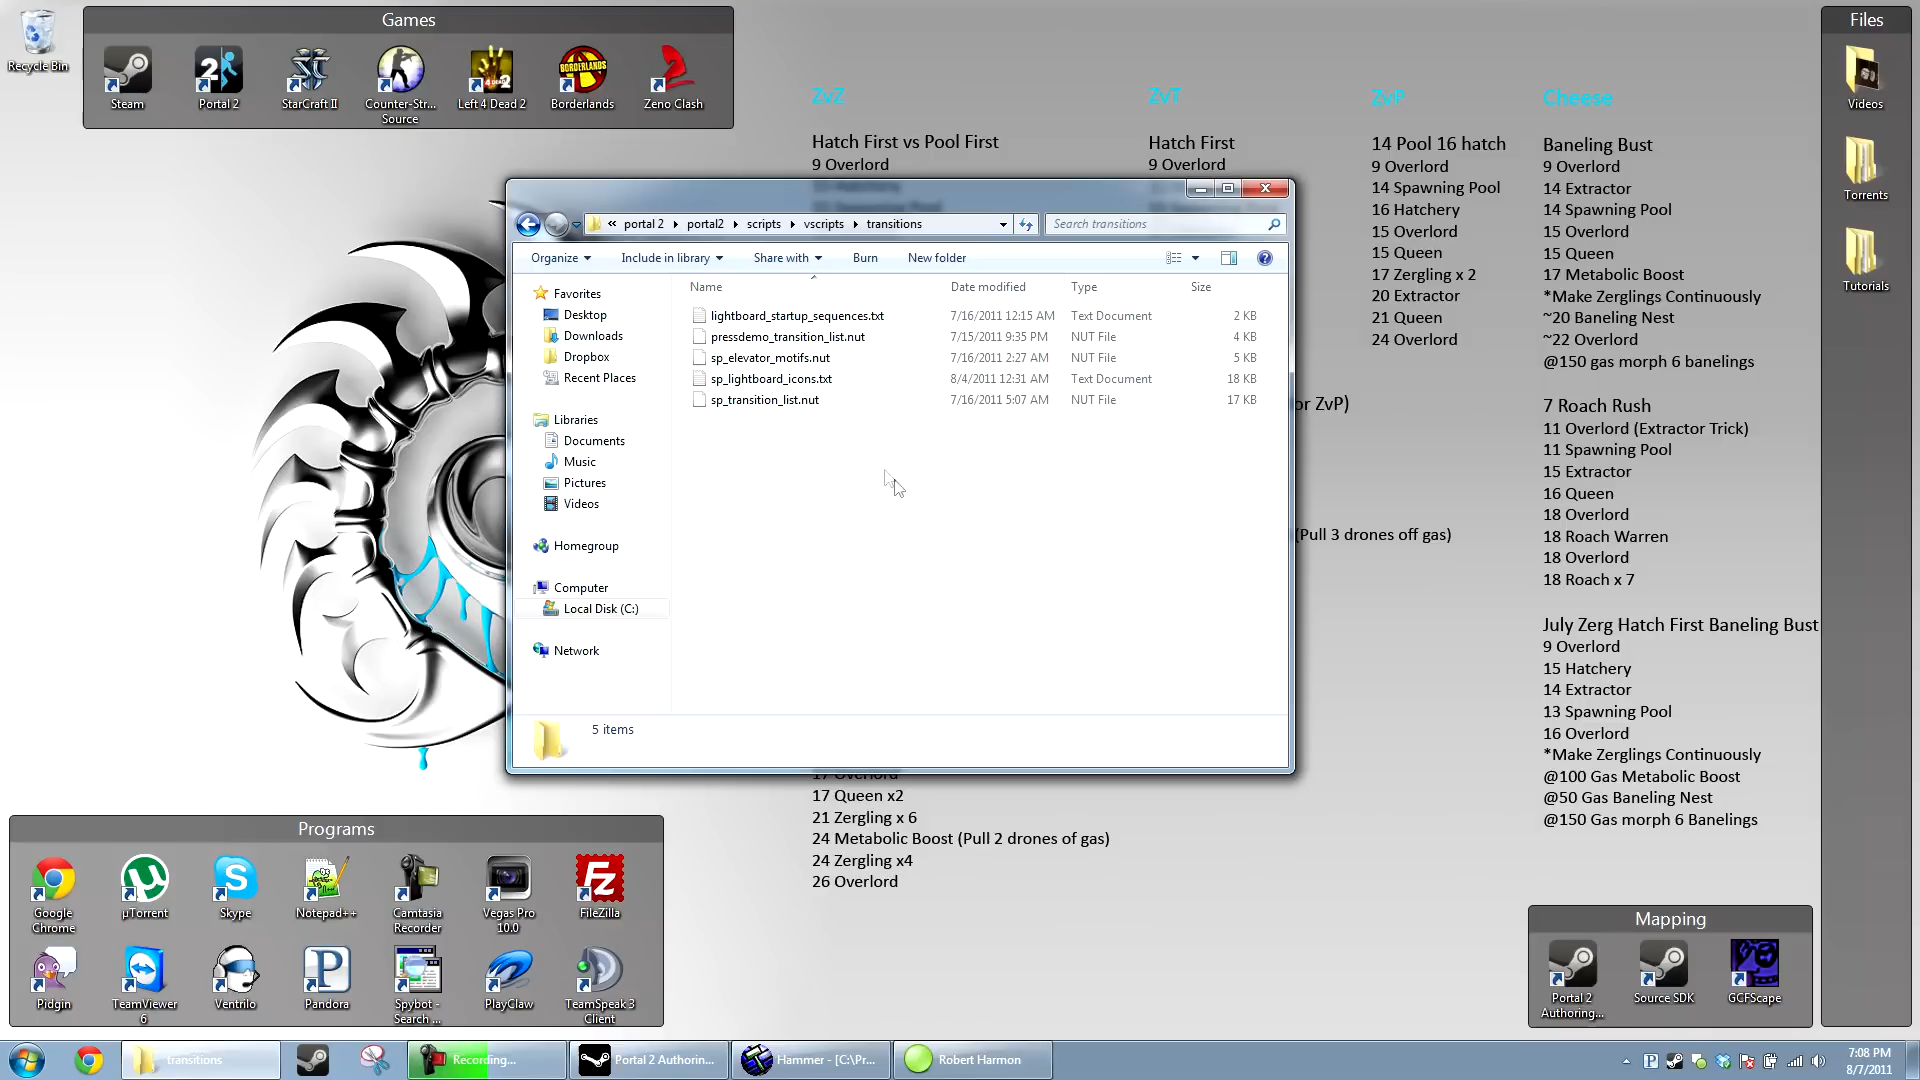 Recycle Bin
Games
Steam
Portal 2
StarCraft II
Counter-Str... Source
Left 4 Dead 2
Borderlands
Zeno Clash
Files
Videos
Torrents
Tutorials
ZvZ
Hatch First vs Pool First
9 Overlord
ZvT
Hatch First
9 Overlord
ZvP
14 Pool 16 hatch
9 Overlord
14 Spawning Pool
16 Hatchery
15 Overlord
15 Queen
17 Zergling x 2
20 Extractor
21 Queen
24 Overlord
or ZvP)
(Pull 3 drones off gas)
Cheese
Baneling Bust
9 Overlord
14 Extractor
14 Spawning Pool
15 Overlord
15 Queen
17 Metabolic Boost
*Make Zerglings Continuously
~20 Baneling Nest
~22 Overlord
@150 gas morph 6 banelings
7 Roach Rush
11 Overlord (Extractor Trick)
11 Spawning Pool
15 Extractor
16 Queen
18 Overlord
18 Roach Warren
18 Overlord
18 Roach x 7
July Zerg Hatch First Baneling Bust
9 Overlord
15 Hatchery
14 Extractor
13 Spawning Pool
16 Overlord
*Make Zerglings Continuously
@100 Gas Metabolic Boost
@50 Gas Baneling Nest
@150 Gas morph 6 Banelings
« portal 2 ▸ portal2 ▸ scripts ▸ vscripts ▸ transitions
Search transitions
Organize Include in library Share with Burn New folder
Favorites
Desktop
Downloads
Dropbox
Recent Places
Libraries
Documents
Music
Pictures
Videos
Homegroup
Computer
Local Disk (C:)
Network
Name Date modified Type Size
lightboard_startup_sequences.txt 7/16/2011 12:15 AM Text Document 2 KB
pressdemo_transition_list.nut 7/15/2011 9:35 PM NUT File 4 KB
sp_elevator_motifs.nut 7/16/2011 2:27 AM NUT File 5 KB
sp_lightboard_icons.txt 8/4/2011 12:31 AM Text Document 18 KB
sp_transition_list.nut 7/16/2011 5:07 AM NUT File 17 KB
5 items
17 Overlord
17 Queen x2
21 Zergling x 6
24 Metabolic Boost (Pull 2 drones of gas)
24 Zergling x4
26 Overlord
Programs
Google Chrome
µTorrent
Skype
Notepad++
Camtasia Recorder
Vegas Pro 10.0
FileZilla
Pidgin
TeamViewer 6
Ventrilo
Pandora
Spybot - Search ...
PlayClaw
TeamSpeak 3 Client
Mapping
Portal 2 Authoring...
Source SDK
GCFScape
transitions
Recording...
Portal 2 Authorin...
Hammer - [C:\Pr...
Robert Harmon
7:08 PM
8/7/2011